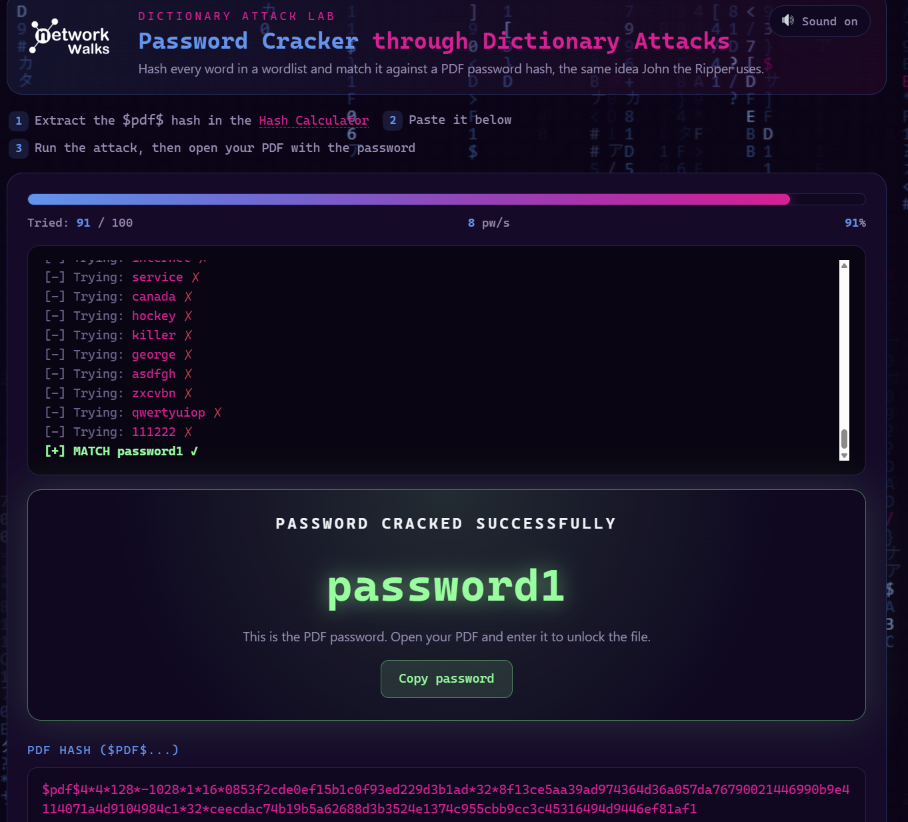 DICTIONARY ATTACK LAB
Sound on
network
Walks
Password Cracker through Dictionary Attacks
Hash every word in a wordlist and match it against a PDF password hash, the same idea John the Ripper uses.
1 Extract the $pdf$ hash in the Hash Calculator 2 Paste it below
3 Run the attack, then open your PDF with the password
Tried: 91 / 100 8 pw/s 91%
[-] Trying: internet ✗
[-] Trying: service ✗
[-] Trying: canada ✗
[-] Trying: hockey ✗
[-] Trying: killer ✗
[-] Trying: george ✗
[-] Trying: asdfgh ✗
[-] Trying: zxcvbn ✗
[-] Trying: qwertyuiop ✗
[-] Trying: 111222 ✗
[+] MATCH password1 ✓
PASSWORD CRACKED SUCCESSFULLY
password1
This is the PDF password. Open your PDF and enter it to unlock the file.
Copy password
PDF HASH ($PDF$...)
$pdf$4*4*128*-1028*1*16*0853f2cde0ef15b1c0f93ed229d3b1ad*32*8f13ce5aa39ad974364d36a057da76790021446990b9e4
114071a4d9104984c1*32*ceecdac74b19b5a62688d3b3524e1374c955cbb9cc3c45316494d9446ef81af1